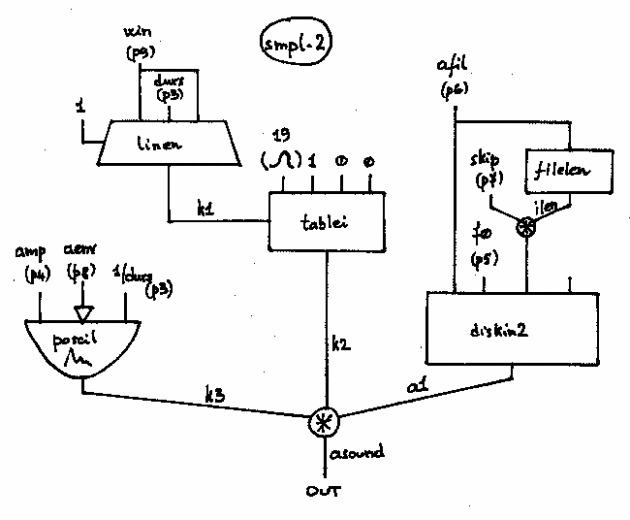 smpl.2
win
(p9)
durs
(p3)
1
linen
k1
19
( ) 1 0 0
tablei
k2
amp
(p4)
aenv
(p8)
1/durs
(p3)
poscil
k3
afil
(p6)
skip
(p7)
filelen
ilen
*
f0
(p5)
diskin2
a1
*
asound
OUT